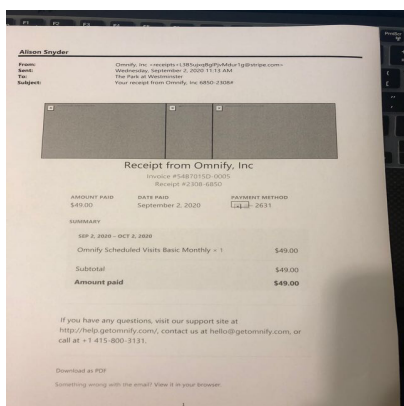 F1 F2 F3
PrntScr
Alison Snyder
From: Omnify, Inc <receipts+
Sent: Wednesday, September 2, 2020 11:13 AM
To: The Park at Westminster
Subject: Your receipt from Omnify, Inc 6850-2308#
Receipt from Omnify, Inc
Invoice #5487015D-0005
Receipt #2308-6850
AMOUNT PAID DATE PAID PAYMENT METHOD
$49.00 September 2, 2020 - 2631
SUMMARY
SEP 2, 2020 – OCT 2, 2020
Omnify Scheduled Visits Basic Monthly × 1 $49.00
Subtotal $49.00
Amount paid $49.00
If you have any questions, visit our support site at
http://help.getomnify.com/, contact us at hello@getomnify.com, or
call at +1 415-800-3131.
Download as PDF
Something wrong with the email? View it in your browser.